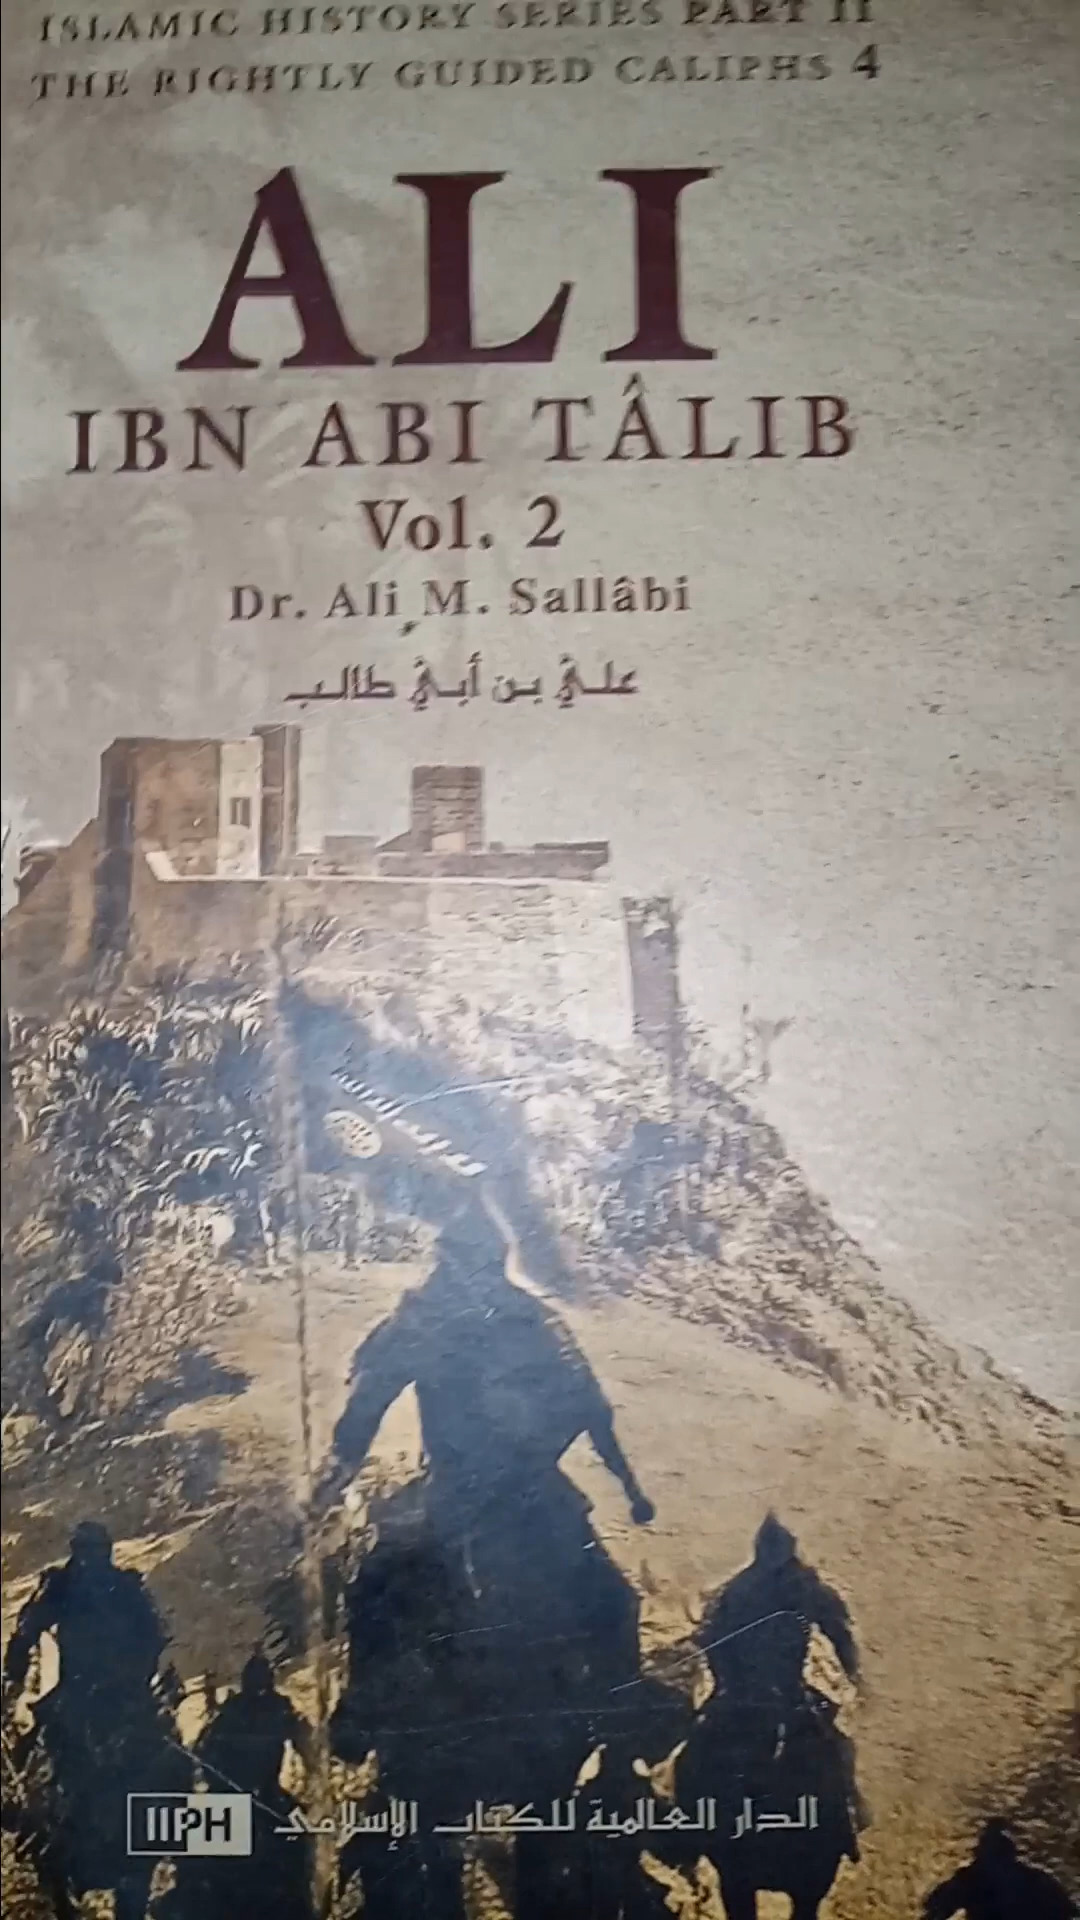 ISLAMIC HISTORY SERIES PART II
THE RIGHTLY GUIDED CALIPHS 4
ALI
IBN ABI TÂLIB
Vol. 2
Dr. Ali M. Sallâbi
عليّ بن أبيّ طالب
IIPH
الدار العالمية للكتاب الإسلامي